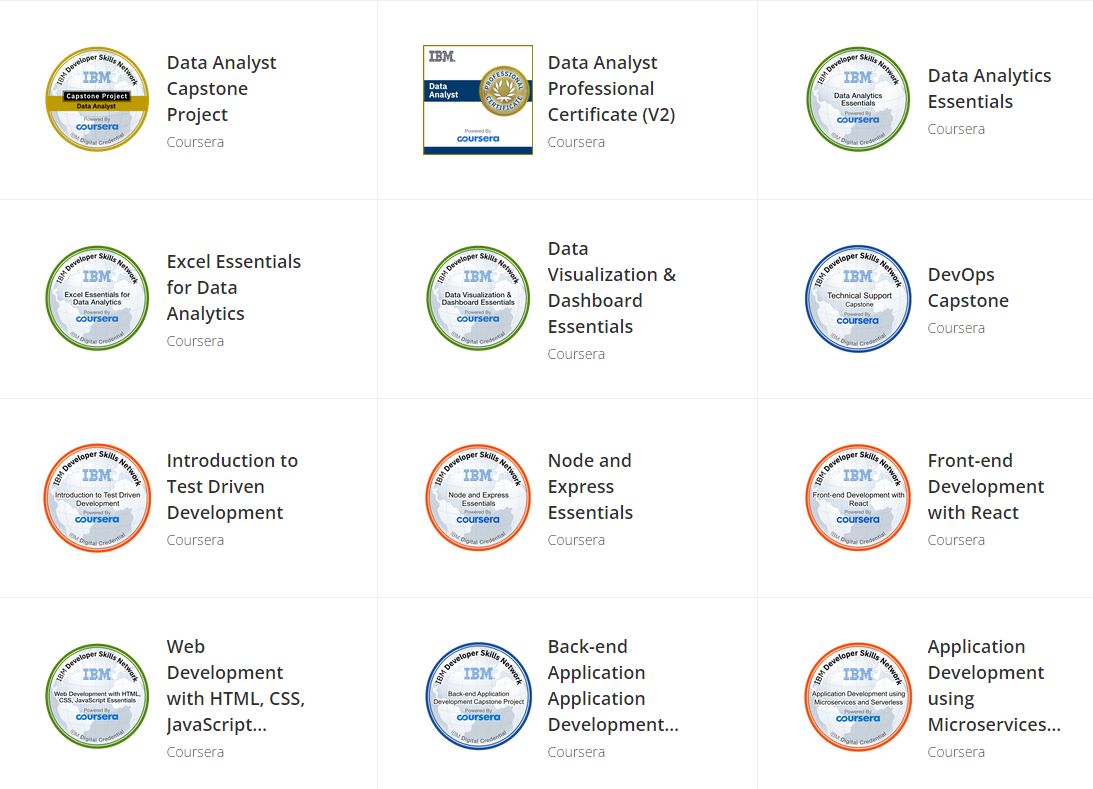 IBM Developer Skills Network
IBM
Capstone Project
Data Analyst
Powered By
coursera
IBM Digital Credential
Data Analyst
Capstone
Project
Coursera
IBM.
Data
Analyst
PROFESSIONAL
CERTIFICATE
Powered By
coursera
Data Analyst
Professional
Certificate (V2)
Coursera
IBM Developer Skills Network
IBM
Data Analytics
Essentials
Powered By
coursera
IBM Digital Credential
Data Analytics
Essentials
Coursera
IBM Developer Skills Network
IBM
Excel Essentials for
Data Analytics
Powered By
coursera
IBM Digital Credential
Excel Essentials
for Data
Analytics
Coursera
IBM Developer Skills Network
IBM
Data Visualization &
Dashboard Essentials
Powered By
coursera
IBM Digital Credential
Data
Visualization &
Dashboard
Essentials
Coursera
IBM Developer Skills Network
IBM
Technical Support
Capstone
Powered By
coursera
IBM Digital Credential
DevOps
Capstone
Coursera
IBM Developer Skills Network
IBM
Introduction to Test Driven
Development
Powered By
coursera
IBM Digital Credential
Introduction to
Test Driven
Development
Coursera
IBM Developer Skills Network
IBM
Node and Express
Essentials
Powered By
coursera
IBM Digital Credential
Node and
Express
Essentials
Coursera
IBM Developer Skills Network
IBM
Front-end Development with
React
Powered By
coursera
IBM Digital Credential
Front-end
Development
with React
Coursera
IBM Developer Skills Network
IBM
Web Development with HTML,
CSS, JavaScript Essentials
Powered By
coursera
IBM Digital Credential
Web
Development
with HTML, CSS,
JavaScript...
Coursera
IBM Developer Skills Network
IBM
Back-end Application
Development Capstone Project
Powered By
coursera
IBM Digital Credential
Back-end
Application
Application
Development...
Coursera
IBM Developer Skills Network
IBM
Application Development using
Microservices and Serverless
Powered By
coursera
IBM Digital Credential
Application
Development
using
Microservices...
Coursera